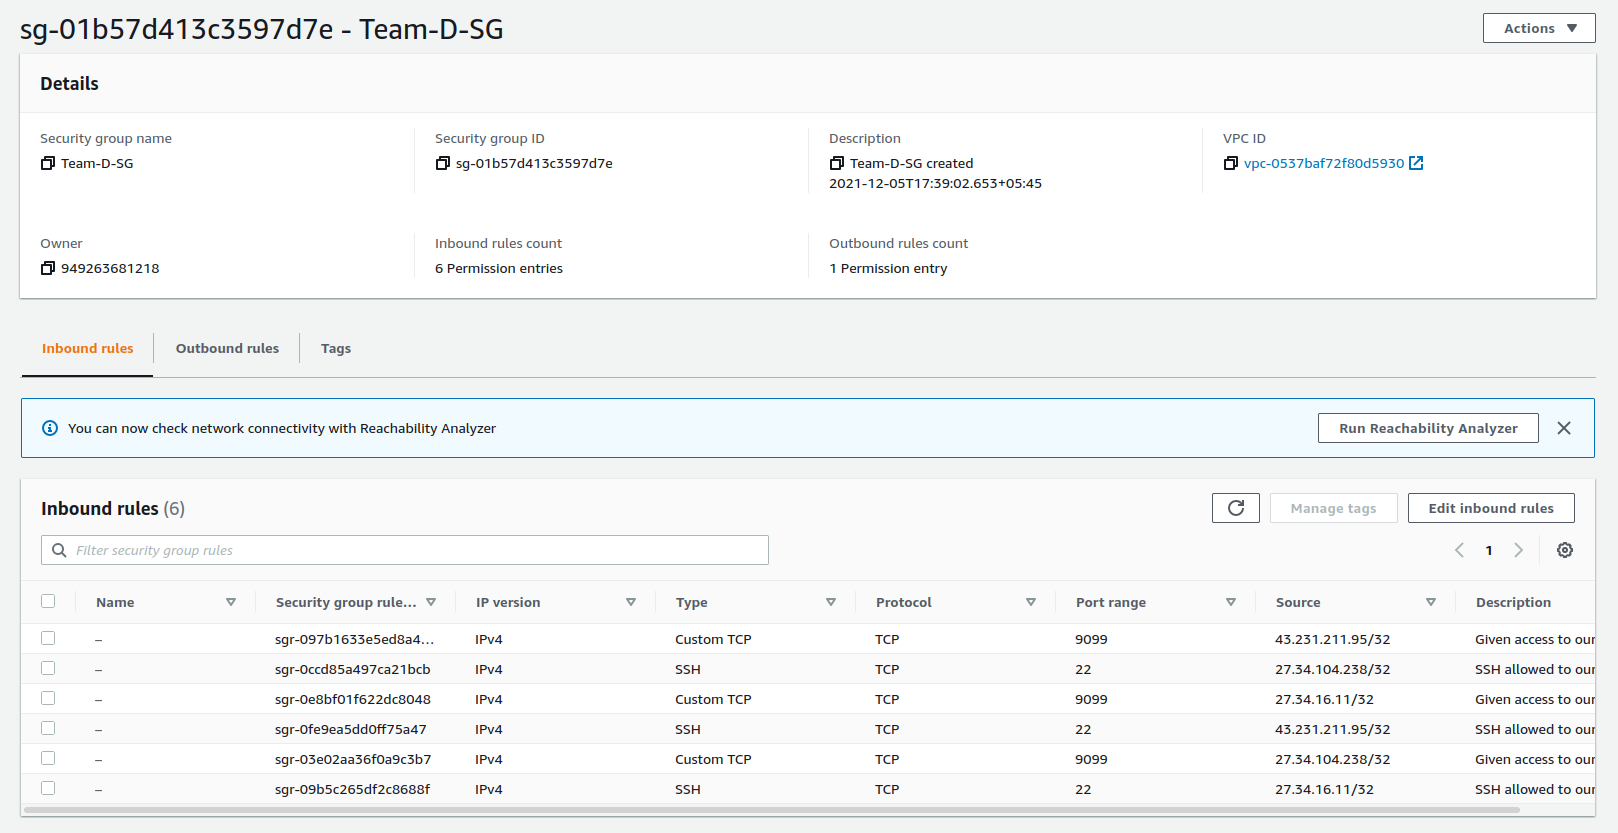 sg-01b57d413c3597d7e - Team-D-SG
Actions
Details
Security group name
Team-D-SG
Security group ID
sg-01b57d413c3597d7e
Description
Team-D-SG created
2021-12-05T17:39:02.653+05:45
VPC ID
vpc-0537baf72f80d5930
Owner
949263681218
Inbound rules count
6 Permission entries
Outbound rules count
1 Permission entry
Inbound rules Outbound rules Tags
You can now check network connectivity with Reachability Analyzer
Run Reachability Analyzer
Inbound rules (6)
Manage tags
Edit inbound rules
Filter security group rules
1
Name Security group rule... IP version Type Protocol Port range Source Description
– sgr-097b1633e5ed8a4... IPv4 Custom TCP TCP 9099 43.231.211.95/32 Given access to our
– sgr-0ccd85a497ca21bcb IPv4 SSH TCP 22 27.34.104.238/32 SSH allowed to our
– sgr-0e8bf01f622dc8048 IPv4 Custom TCP TCP 9099 27.34.16.11/32 Given access to our
– sgr-0fe9ea5dd0ff75a47 IPv4 SSH TCP 22 43.231.211.95/32 SSH allowed to our
– sgr-03e02aa36f0a9c3b7 IPv4 Custom TCP TCP 9099 27.34.104.238/32 Given access to our
– sgr-09b5c265df2c8688f IPv4 SSH TCP 22 27.34.16.11/32 SSH allowed to our